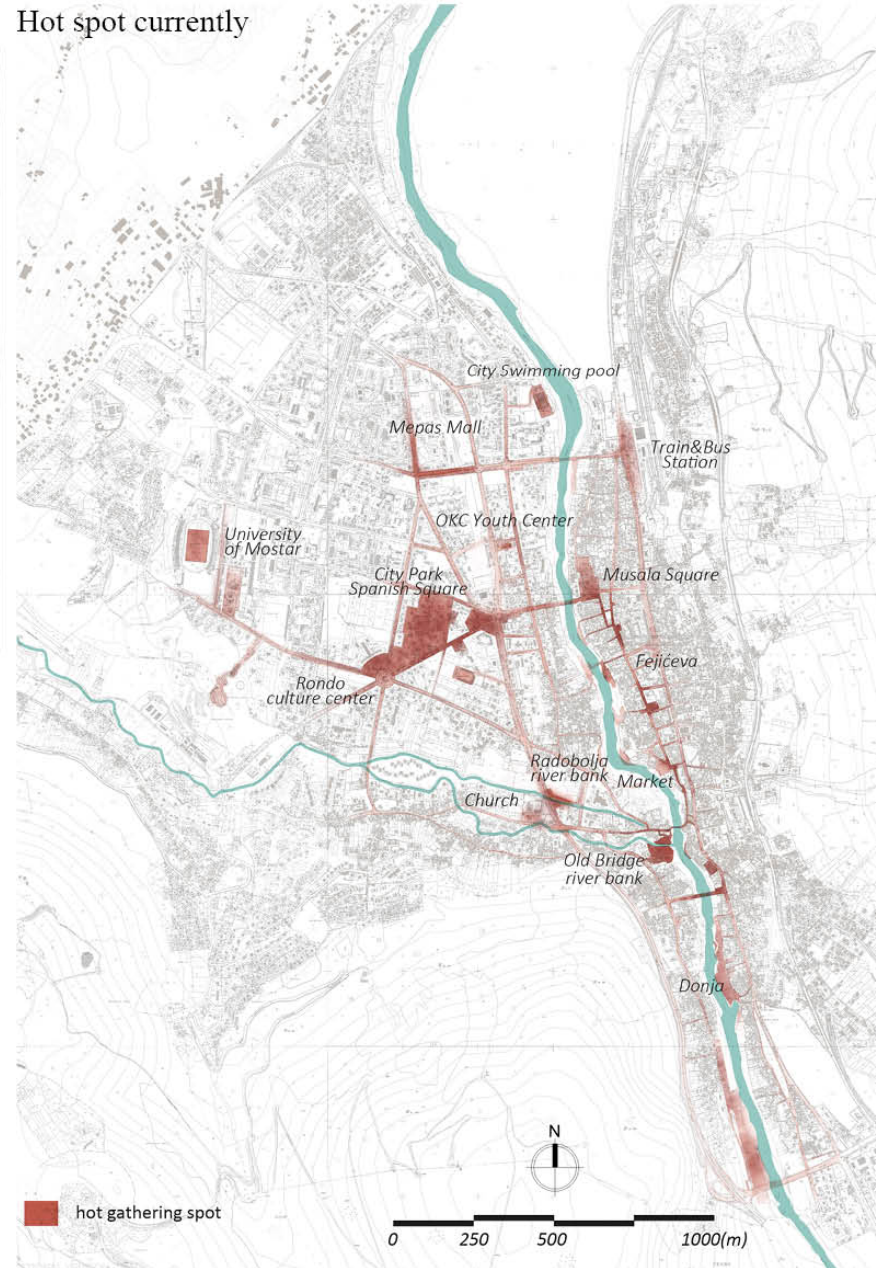 Hot spot currently
City Swimming pool
Mepas Mall
Train&Bus
Station
OKC Youth Center
University
of Mostar
City Park
Spanish Square
Musala Square
Fejićeva
Rondo
culture center
Radobolja
river bank
Market
Church
Old Bridge
river bank
Donja
N
hot gathering spot
0 250 500 1000(m)